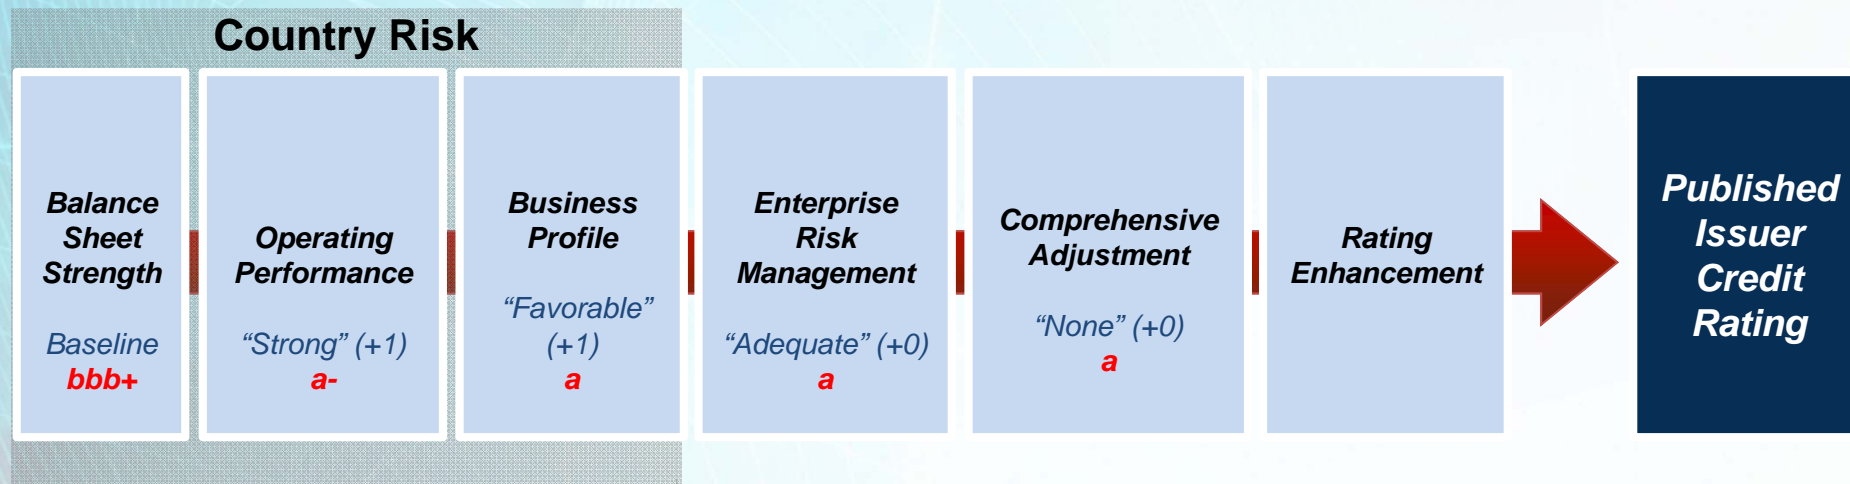 Country Risk
Balance
Sheet
Strength
Baseline
bbb+
Operating
Performance
“Strong” (+1)
a-
Business
Profile
“Favorable”
(+1)
a
Enterprise
Risk
Management
“Adequate” (+0)
a
Comprehensive
Adjustment
“None” (+0)
a
Rating
Enhancement
Published
Issuer
Credit
Rating